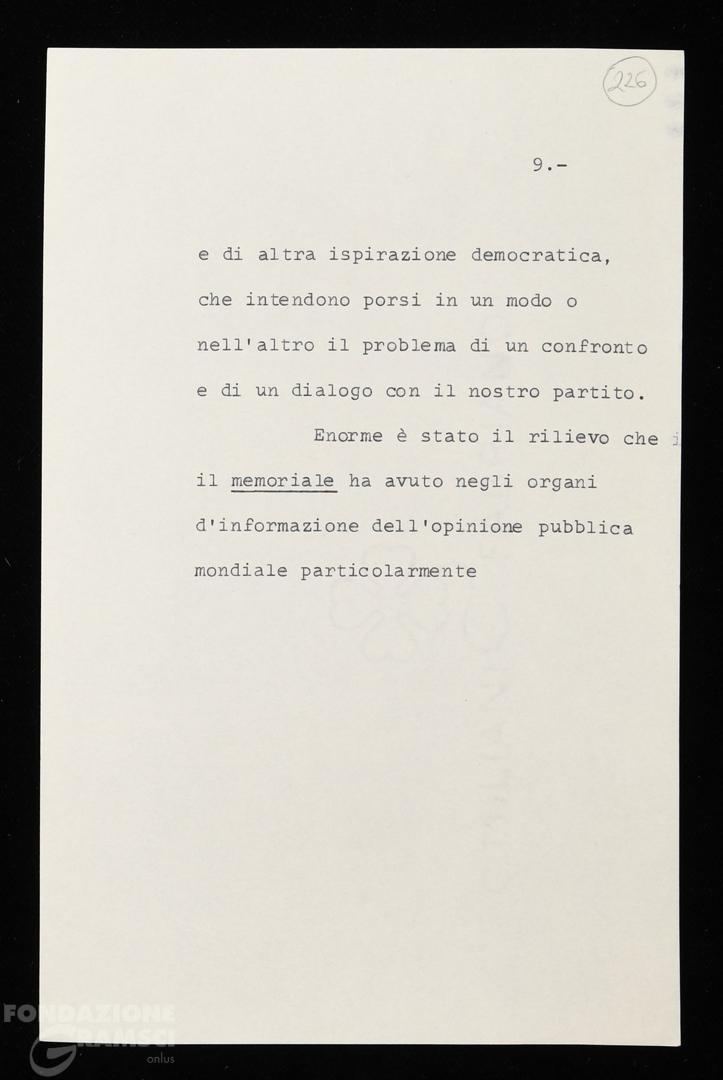 226
9.-
e di altra ispirazione democratica,
che intendono porsi in un modo o
nell'altro il problema di un confronto
e di un dialogo con il nostro partito.
Enorme è stato il rilievo che i
il memoriale ha avuto negli organi
d'informazione dell'opinione pubblica
mondiale particolarmente
FONDAZIONE
GRAMSCI
onlus